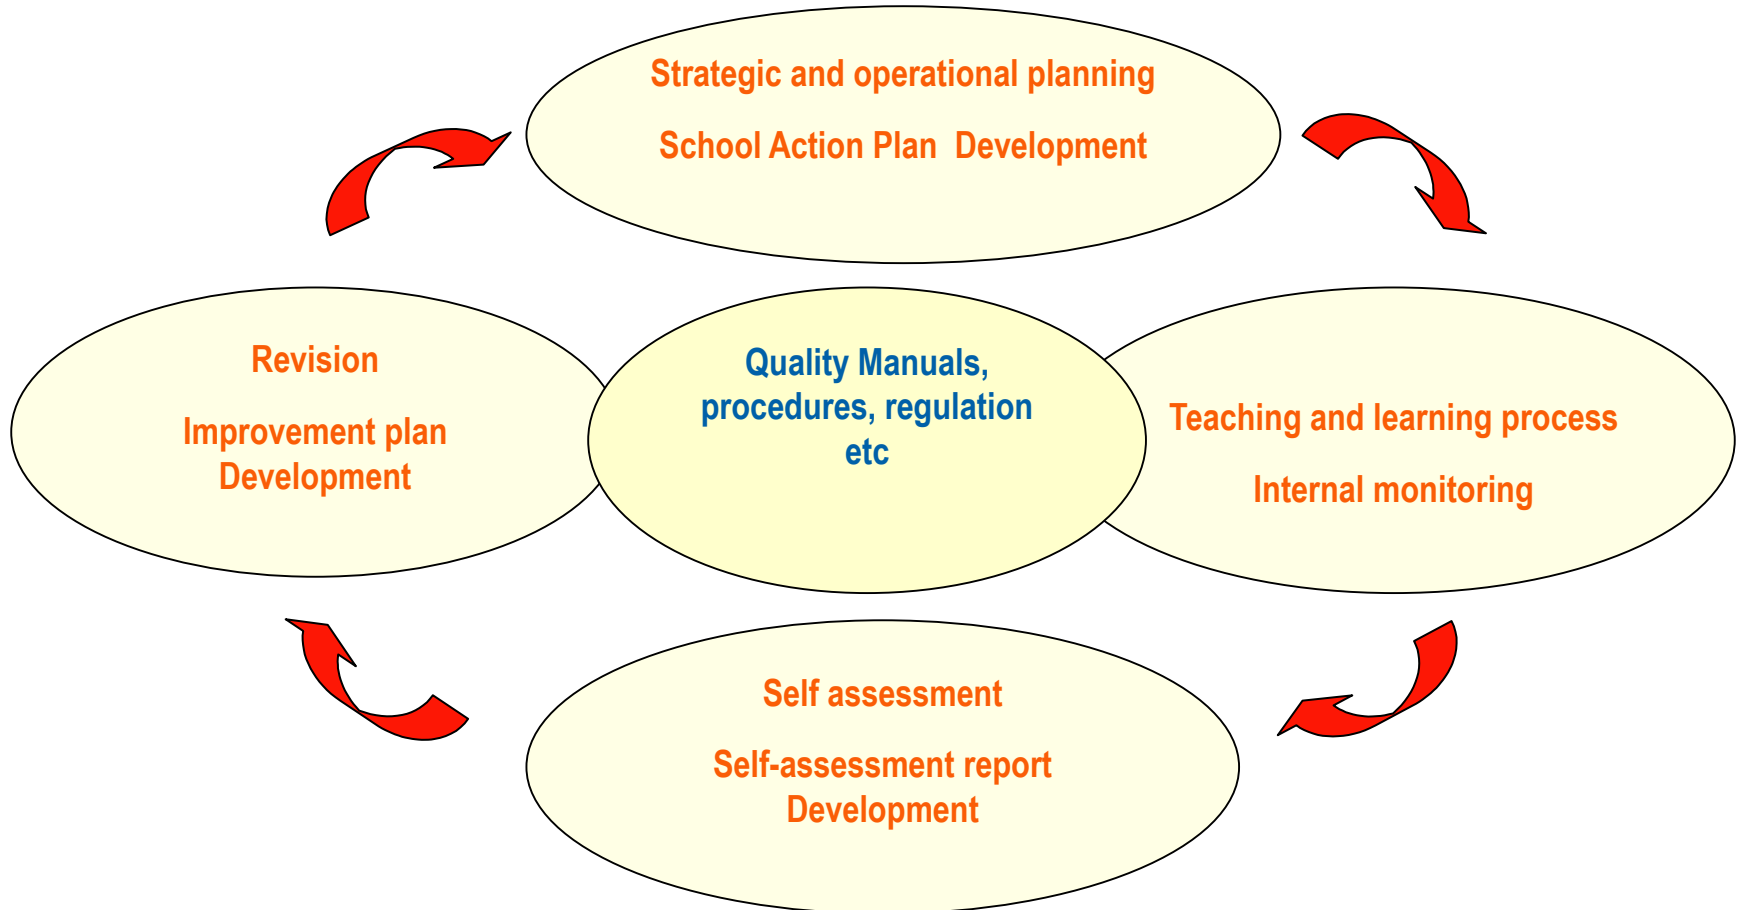 Strategic and operational planning
School Action Plan  Development
Revision
Improvement plan
Development
Quality Manuals,
procedures, regulation
etc
Teaching and learning process
Internal monitoring
Self assessment
Self-assessment report
Development